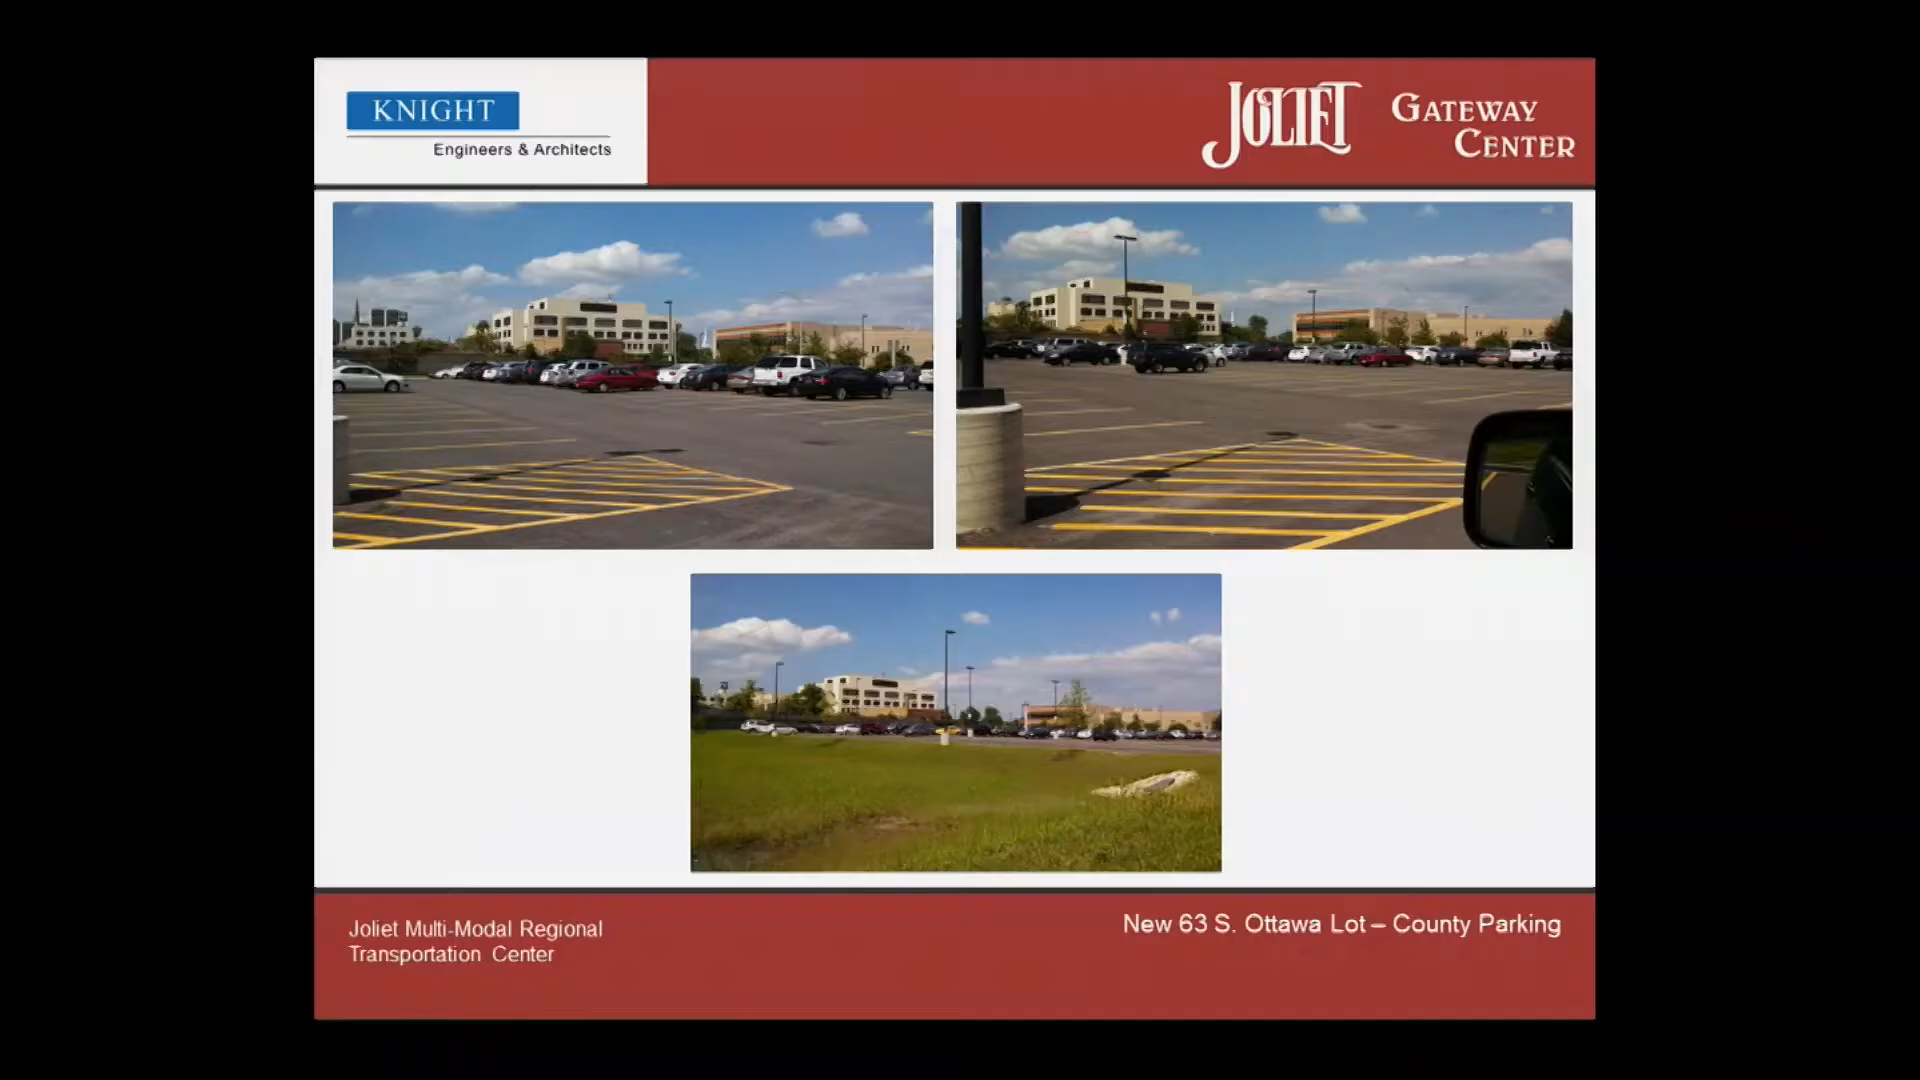 KNIGHT
Engineers & Architects
JOLIET
GATEWAY
CENTER
Joliet Multi-Modal Regional
Transportation Center
New 63 S. Ottawa Lot – County Parking